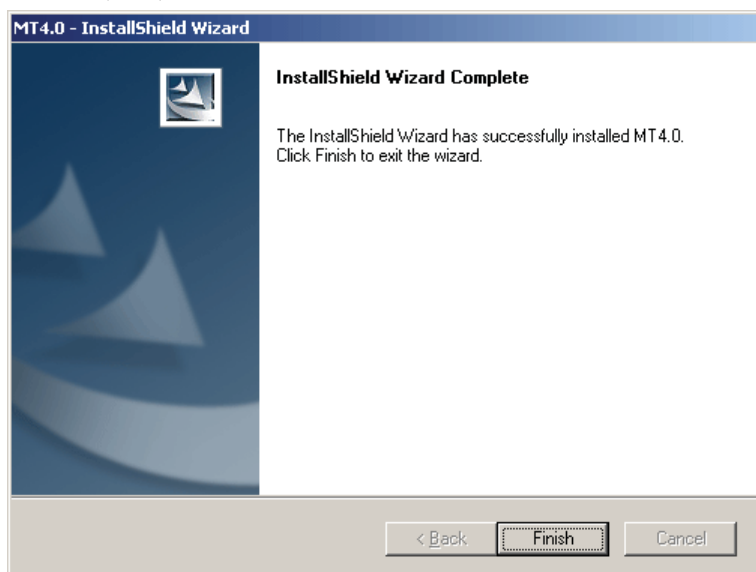 MT4.0 - InstallShield Wizard
InstallShield Wizard Complete
The InstallShield Wizard has successfully installed MT4.0.
Click Finish to exit the wizard.
< Back
Finish
Cancel